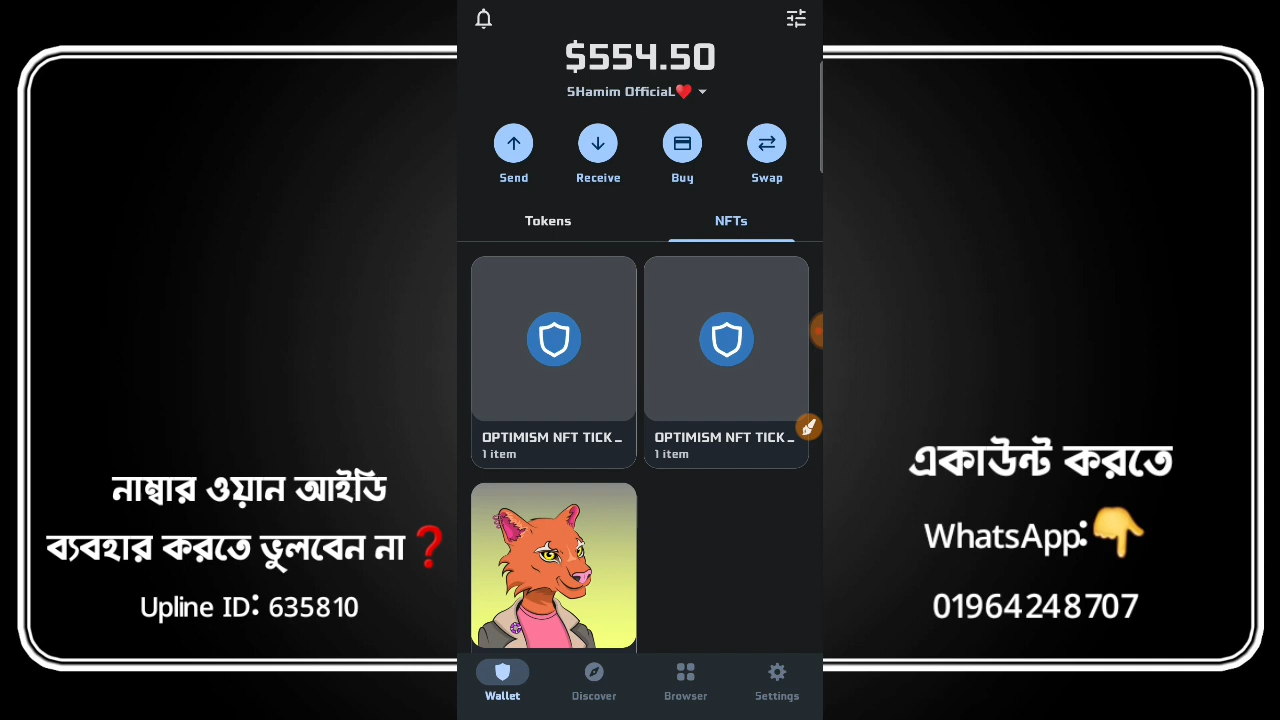 $554.50
SHamim OfficiaL❤️
Send
Receive
Buy
Swap
Tokens
NFTs
OPTIMISM NFT TICK...
1 item
OPTIMISM NFT TICK...
1 item
Wallet
Discover
Browser
Settings
নাম্বার ওয়ান আইডি
ব্যবহার করতে ভুলবেন না❓
Upline ID: 635810
একাউন্ট করতে
WhatsApp:👇
01964248707